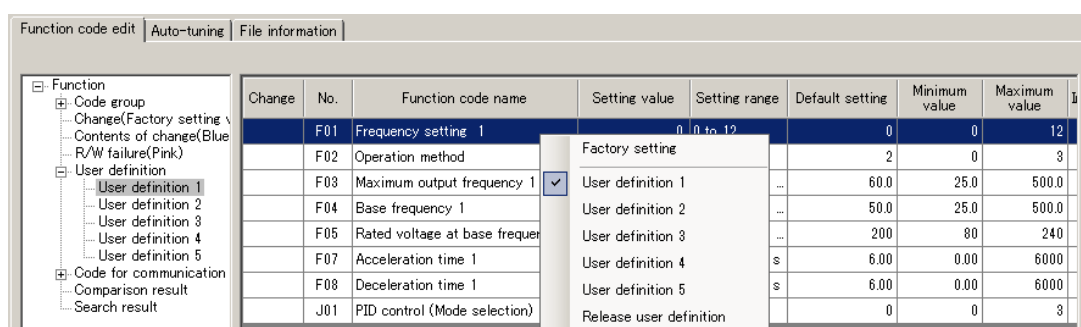 Function code edit Auto-tuning File information
Function
Code group
Change(Factory setting
Contents of change(Blue
R/W failure(Pink)
User definition
User definition 1
User definition 2
User definition 3
User definition 4
User definition 5
Code for communication
Comparison result
Search result
Change No. Function code name Setting value Setting range Default setting Minimum value Maximum value
F01 Frequency setting 1 0 0 to 12 0 0 12
F02 Operation method 2 0 3
F03 Maximum output frequency 1 ... 60.0 25.0 500.0
F04 Base frequency 1 ... 50.0 25.0 500.0
F05 Rated voltage at base frequen ... 200 80 240
F07 Acceleration time 1 s 6.00 0.00 6000
F08 Deceleration time 1 s 6.00 0.00 6000
J01 PID control (Mode selection) 0 0 3
Factory setting
User definition 1
User definition 2
User definition 3
User definition 4
User definition 5
Release user definition